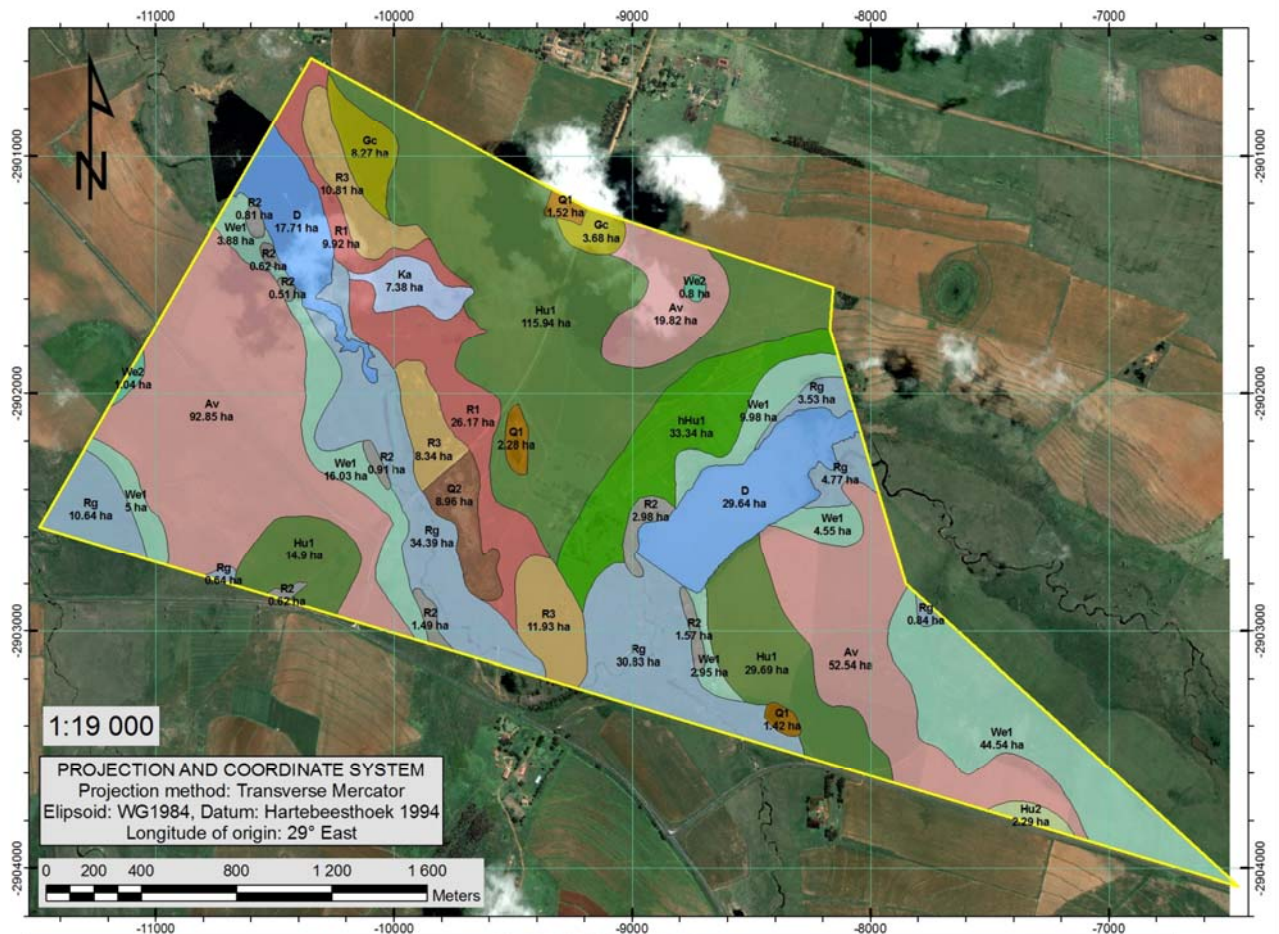 -11000
-10000
-9000
-8000
-7000
-2901000
-2902000
-2903000
-2904000
-2901000
-2902000
-2903000
-2904000
N
Gc
8.27 ha
R3
10.81 ha
Q1
1.52 ha
Gc
3.68 ha
R2
0.81 ha
D
17.71 ha
We1
3.88 ha
R1
9.92 ha
R2
0.62 ha
R2
0.51 ha
Ka
7.38 ha
We2
0.8 ha
Hu1
115.94 ha
Av
19.82 ha
We2
1.04 ha
Av
92.85 ha
R1
26.17 ha
Rg
3.53 ha
We1
9.98 ha
hHu1
33.34 ha
R3
8.34 ha
Q1
2.28 ha
We1
16.03 ha
R2
0.91 ha
Q2
8.96 ha
Rg
4.77 ha
D
29.64 ha
Rg
10.64 ha
We1
5 ha
R2
2.98 ha
We1
4.55 ha
Rg
34.39 ha
Hu1
14.9 ha
Rg
0.64 ha
R2
0.62 ha
R2
1.49 ha
R3
11.93 ha
R2
1.57 ha
Rg
0.84 ha
Rg
30.83 ha
We1
2.95 ha
Hu1
29.69 ha
Av
52.54 ha
Q1
1.42 ha
We1
44.54 ha
Hu2
2.29 ha
1:19 000
PROJECTION AND COORDINATE SYSTEM
Projection method: Transverse Mercator
Elipsoid: WG1984, Datum: Hartebeesthoek 1994
Longitude of origin: 29° East
0 200 400 800 1 200 1 600
Meters
-11000
-10000
-9000
-8000
-7000